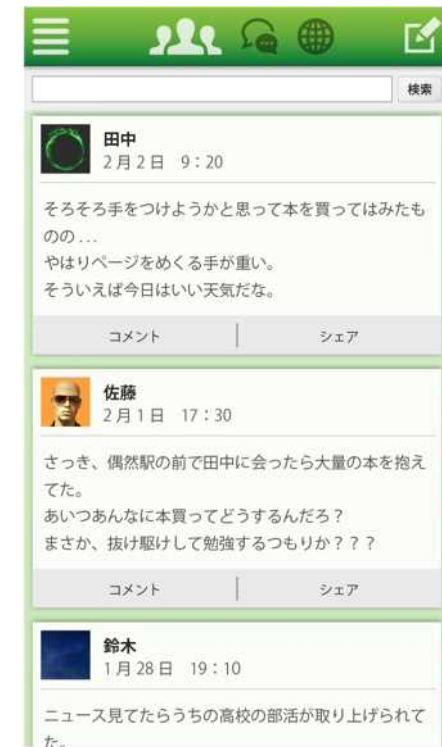 検索
田中
2月2日 9:20
そろそろ手をつけようかと思って本を買ってはみたも
のの...
やはりページをめくる手が重い。
そういえば今日はいい天気だな。
コメント シェア
佐藤
2月1日 17:30
さっき、偶然駅の前で田中に会ったら大量の本を抱え
てた。
あいつあんなに本買ってどうするんだろ？
まさか、抜け駆けして勉強するつもりか？？？
コメント シェア
鈴木
1月28日 19:10
ニュース見てたらうちの高校の部活が取り上げられて
た。